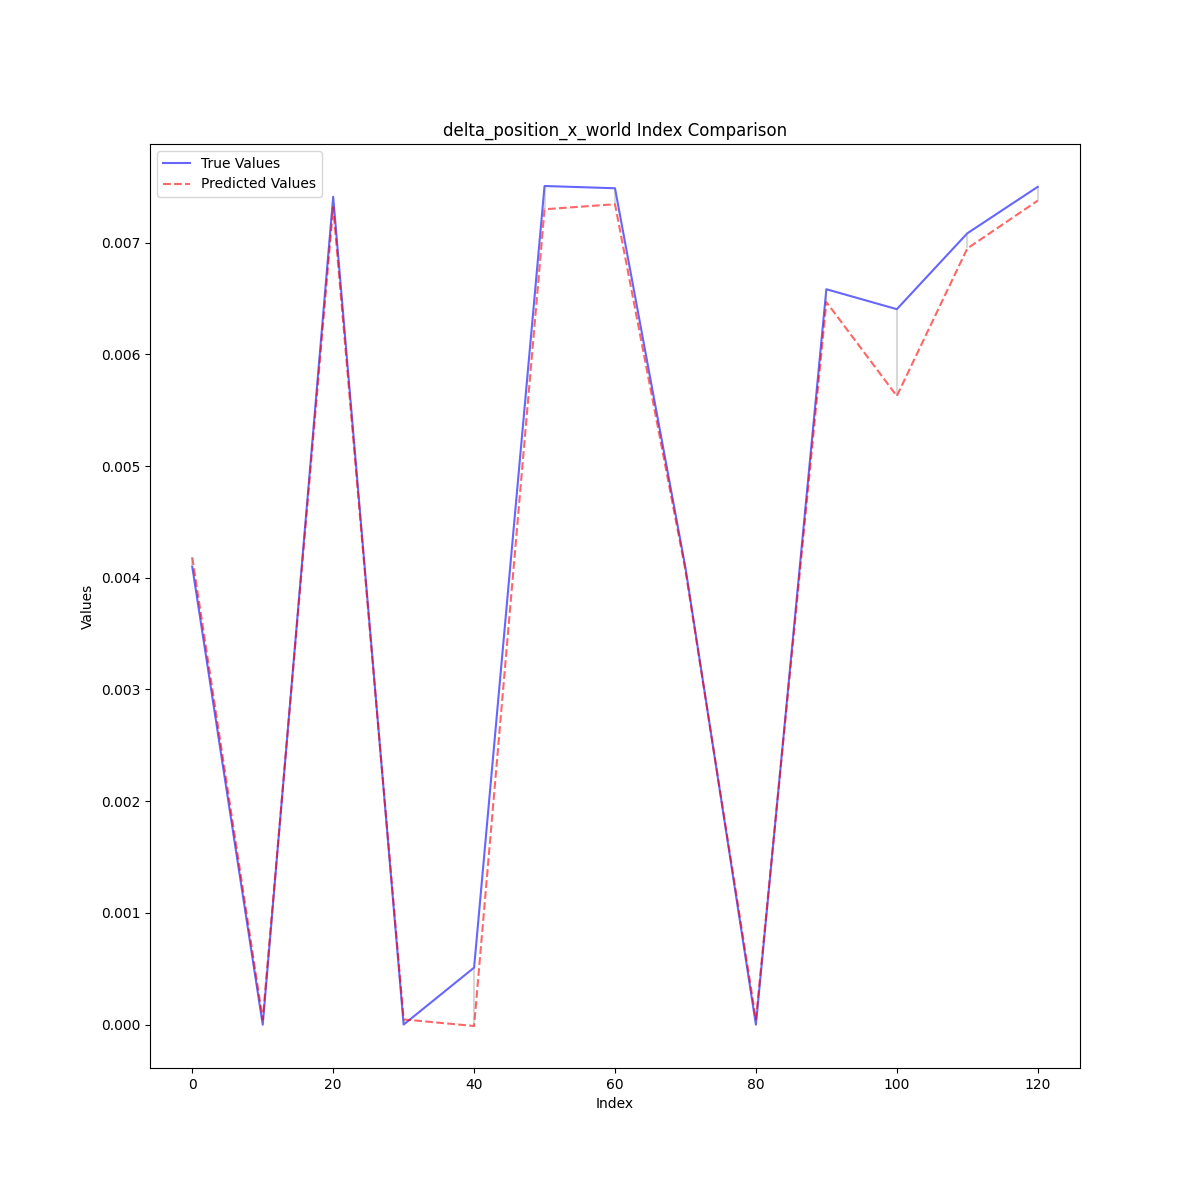 delta_position_x_world Index Comparison
True Values
Predicted Values
0.007
0.006
0.005
0.004
0.003
0.002
0.001
0.000
Values
0 20 40 60 80 100 120
Index